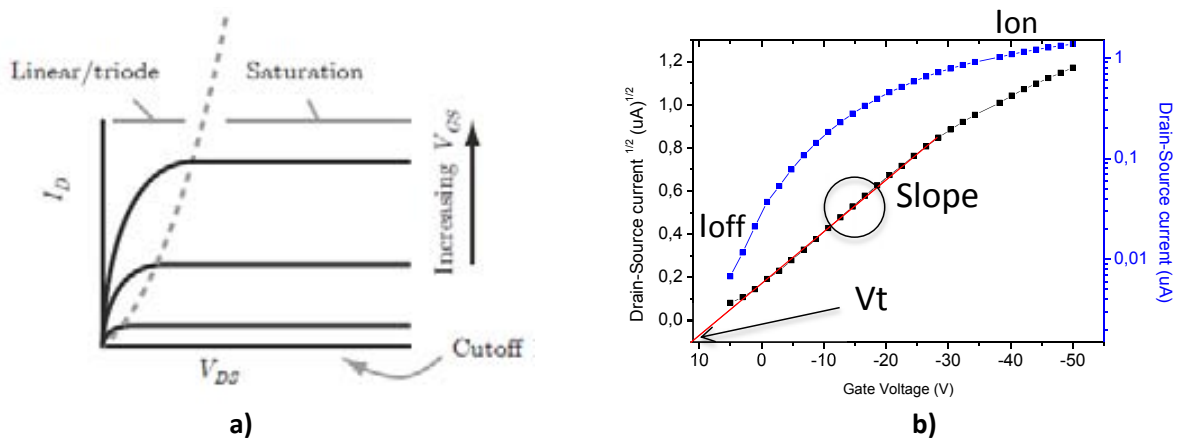 Linear/triode
Saturation
I_D
Increasing V_GS
V_DS
Cutoff
a)
Ion
Drain-Source current ^1/2 (uA)^1/2
1,2
1,0
0,8
0,6
0,4
0,2
0,0
Ioff
Slope
Vt
1
0,1
0,01
Drain-Source current (uA)
10
0
-10
-20
-30
-40
-50
Gate Voltage (V)
b)